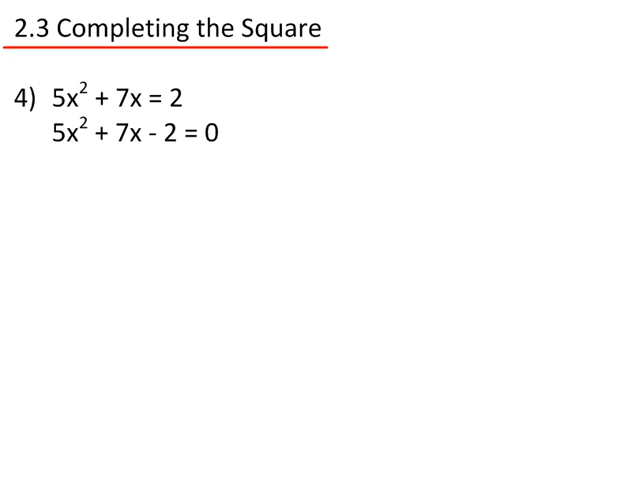 2.3 Completing the Square
4) 5x² + 7x = 2
5x² + 7x - 2 = 0